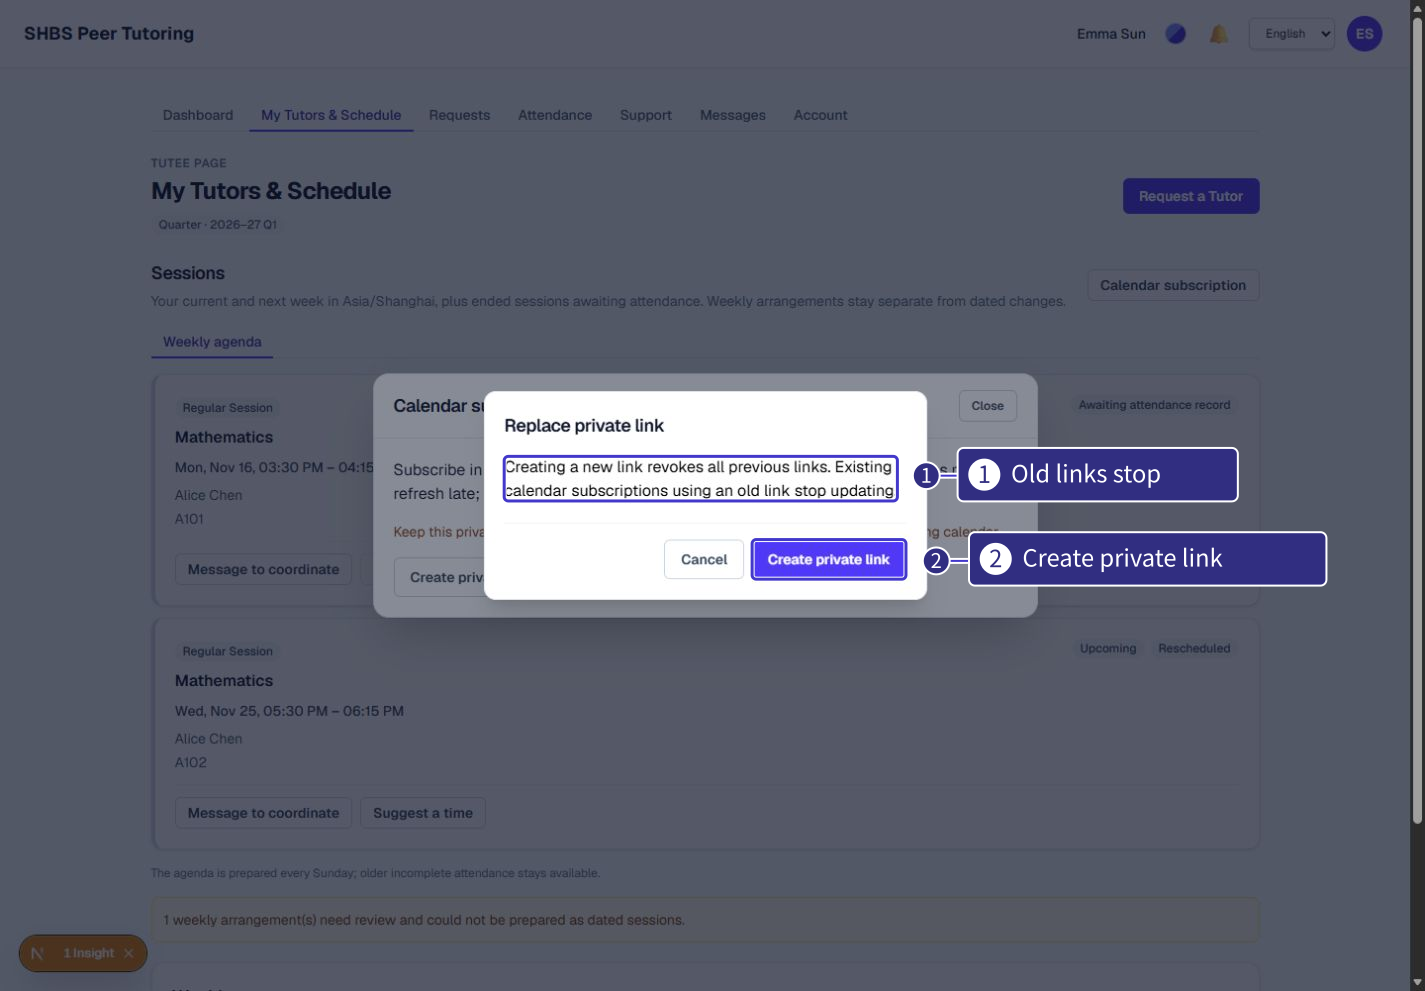 SHBS Peer Tutoring
Emma Sun
English
ES
Dashboard
My Tutors & Schedule
Requests
Attendance
Support
Messages
Account
TUTEE PAGE
My Tutors & Schedule
Request a Tutor
Quarter · 2026–27 Q1
Sessions
Your current and next week in Asia/Shanghai, plus ended sessions awaiting attendance. Weekly arrangements stay separate from dated changes.
Calendar subscription
Weekly agenda
Regular Session
Awaiting attendance record
Mathematics
Mon, Nov 16, 03:30 PM – 04:15
Alice Chen
A101
Message to coordinate
Calendar
Close
Subscribe in
refresh late;
Keep this
ng calendar
Create
Replace private link
Creating a new link revokes all previous links. Existing
calendar subscriptions using an old link stop updating
Cancel
Create private link
1
1 Old links stop
2
2 Create private link
Regular Session
Upcoming
Rescheduled
Mathematics
Wed, Nov 25, 05:30 PM – 06:15 PM
Alice Chen
A102
Message to coordinate
Suggest a time
The agenda is prepared every Sunday; older incomplete attendance stays available.
1 weekly arrangement(s) need review and could not be prepared as dated sessions.
N 1 Insight ×